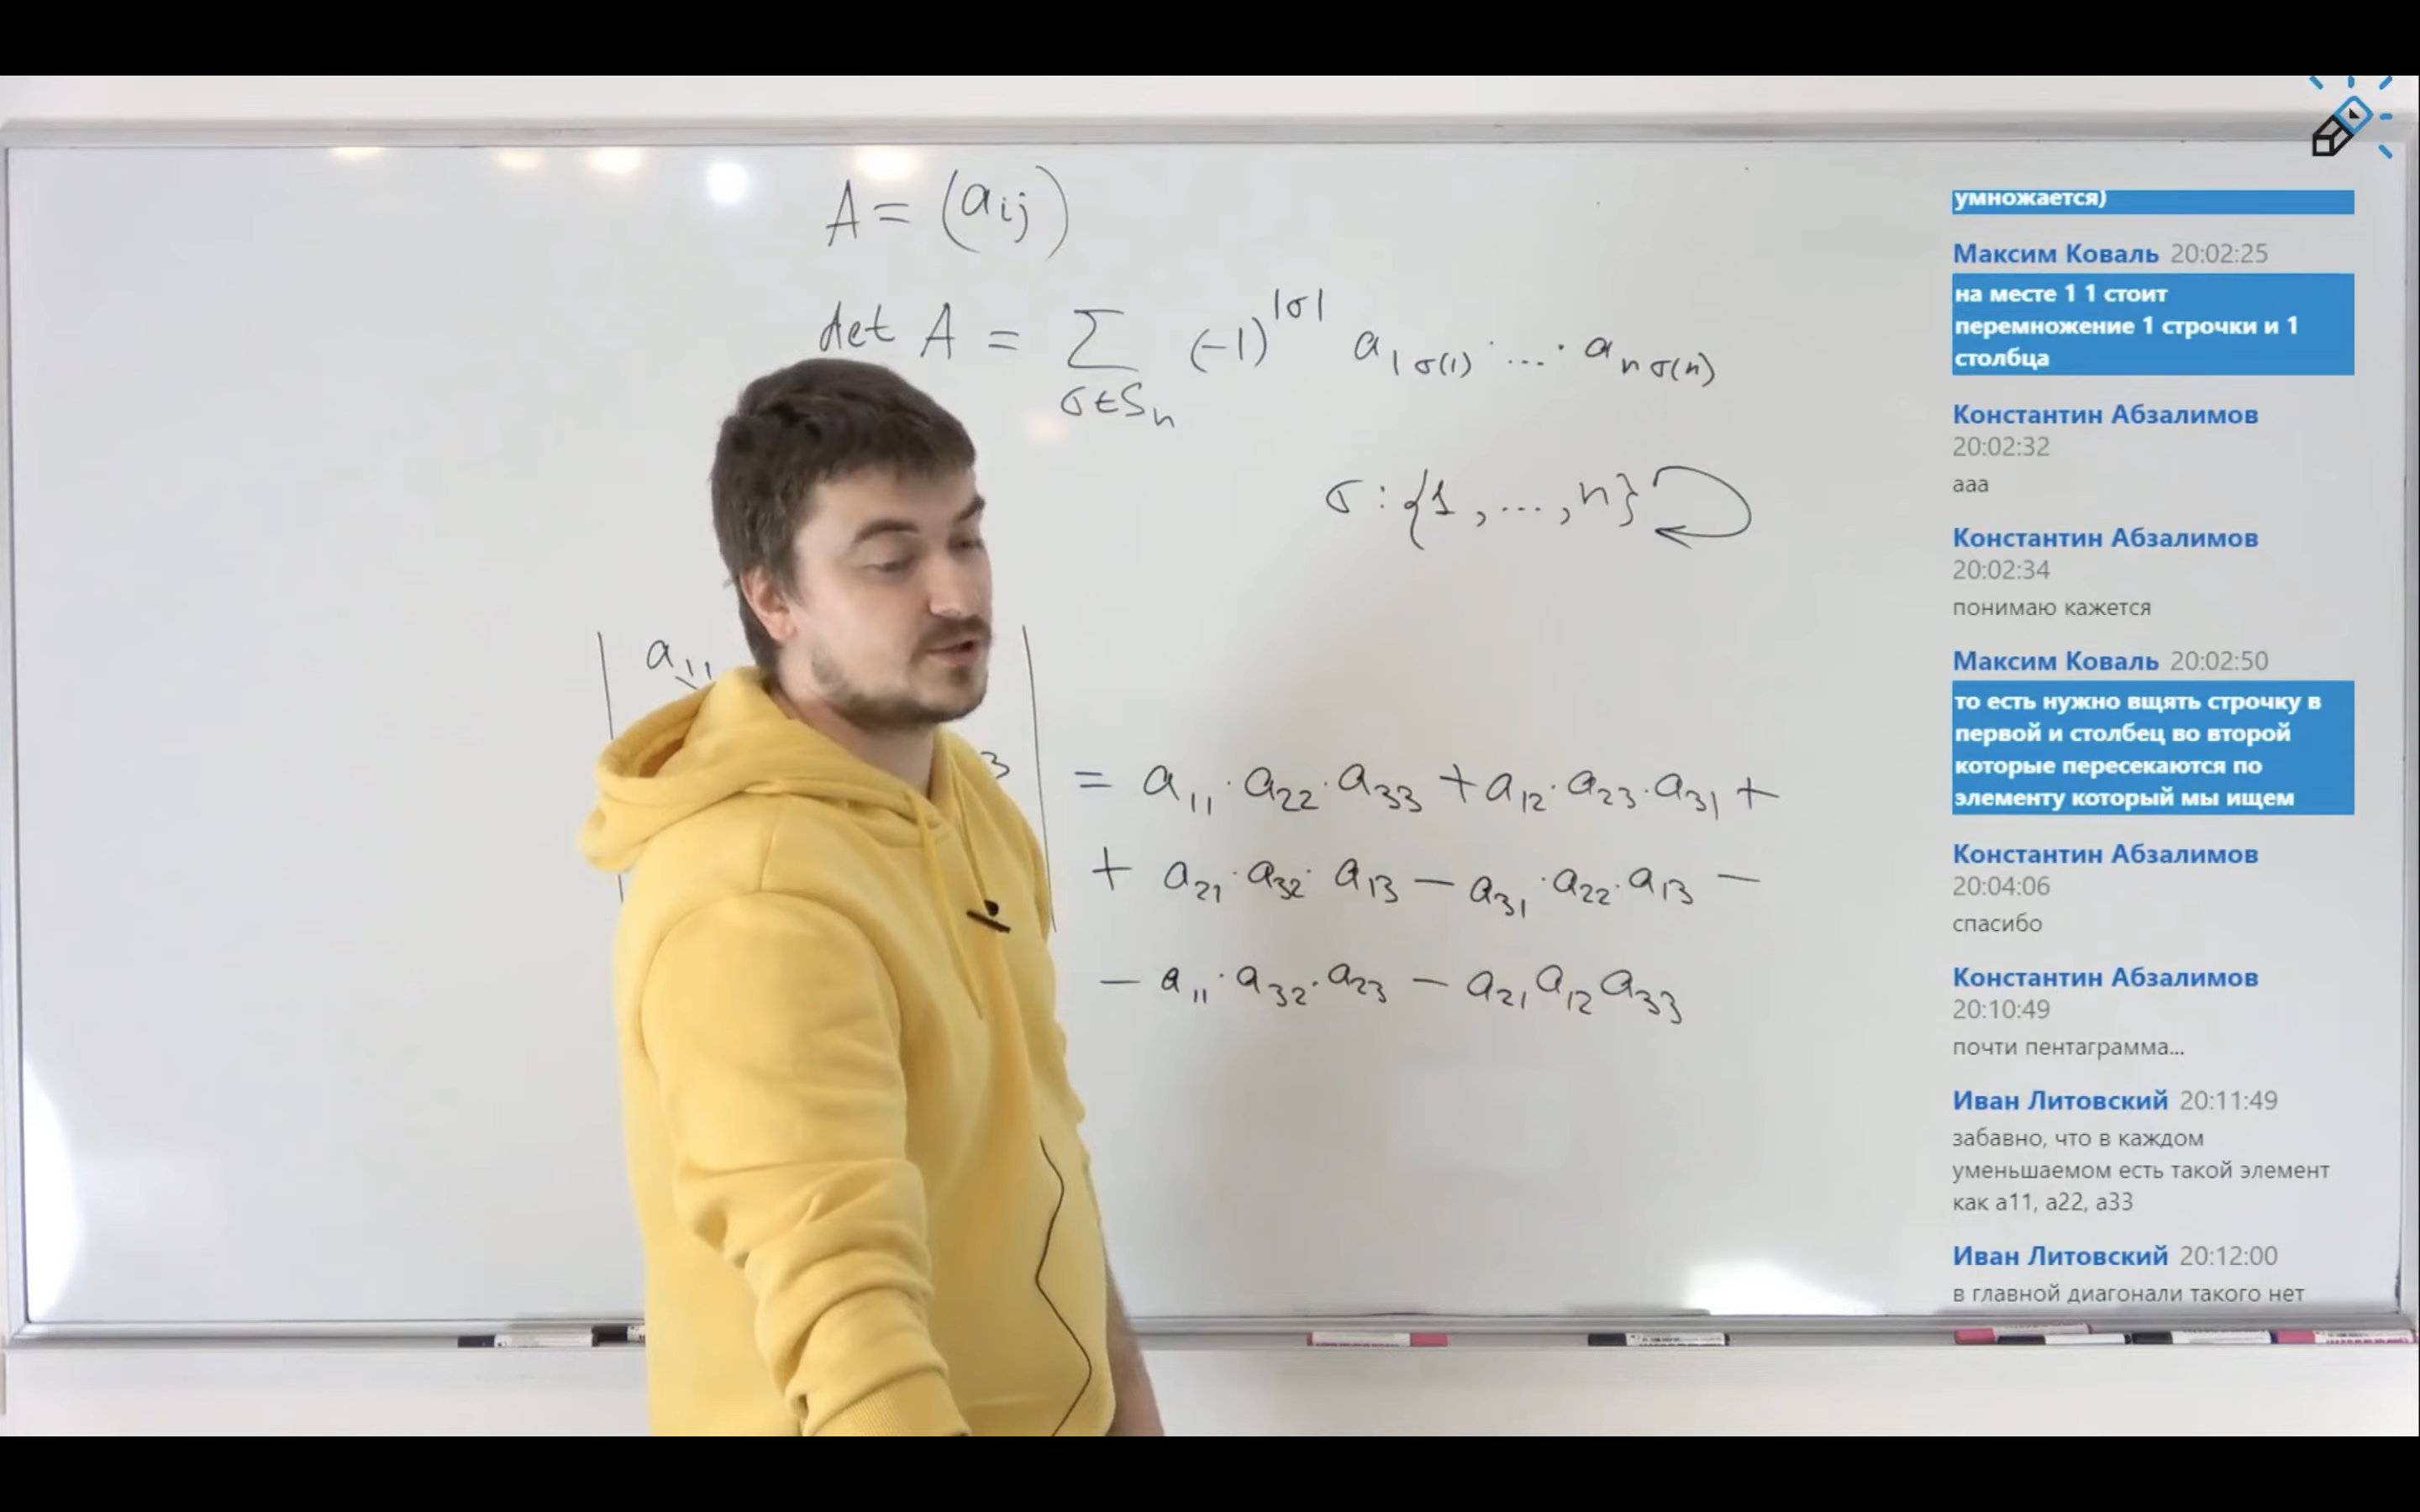 A = (aij)
det A = ∑ (-1)^|σ| a1σ(1) · ... · anσ(n)
σ∈Sn
σ : {1, ..., n}
a11
3
= a11 · a22 · a33 + a12 · a23 · a31 +
+ a21 · a32 · a13 − a31 · a22 · a13 −
− a11 · a32 · a23 − a21 a12 a33
умножается)
Максим Коваль 20:02:25
на месте 1 1 стоит
перемножение 1 строчки и 1
столбца
Константин Абзалимов
20:02:32
ааа
Константин Абзалимов
20:02:34
понимаю кажется
Максим Коваль 20:02:50
то есть нужно вщять строчку в
первой и столбец во второй
которые пересекаются по
элементу который мы ищем
Константин Абзалимов
20:04:06
спасибо
Константин Абзалимов
20:10:49
почти пентаграмма...
Иван Литовский 20:11:49
забавно, что в каждом
уменьшаемом есть такой элемент
как а11, а22, а33
Иван Литовский 20:12:00
в главной диагонали такого нет